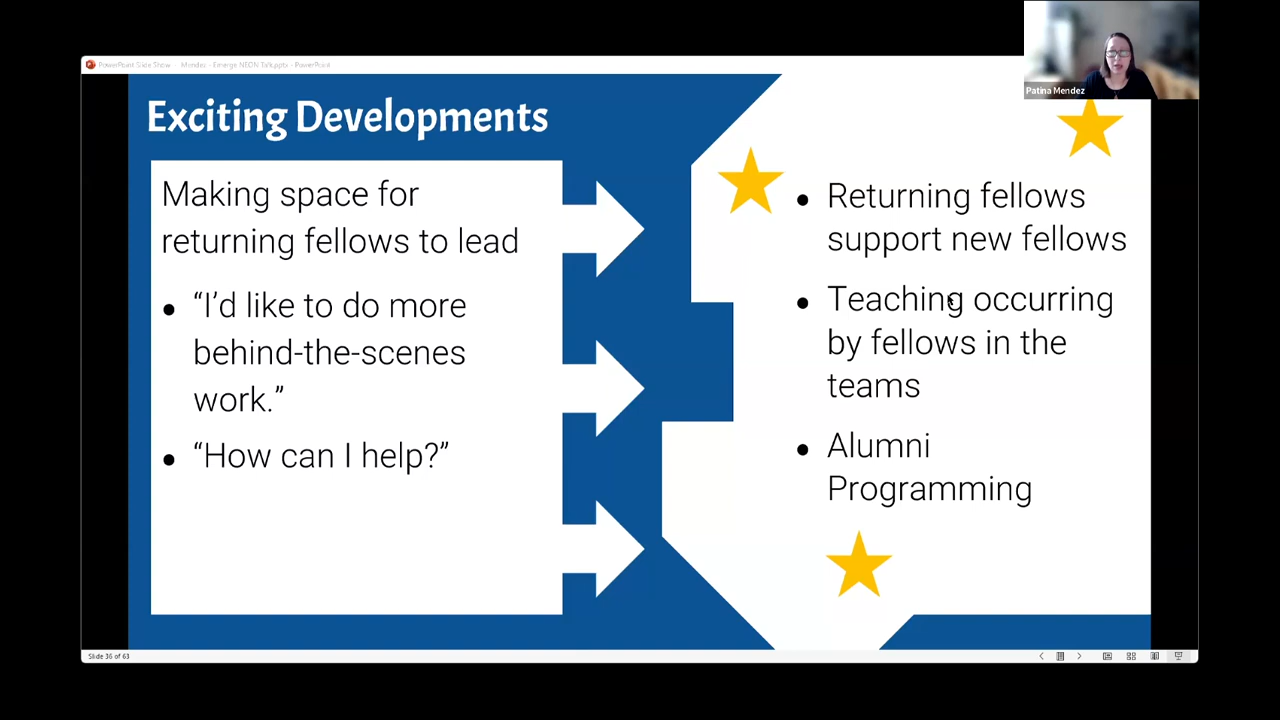 Patina Mendez
PowerPoint Slide Show - Mendez - Emerge NEON Talk.pptx - PowerPoint
Exciting Developments
Making space for
returning fellows to lead
• “I’d like to do more
behind-the-scenes
work.”
• “How can I help?”
• Returning fellows
support new fellows
• Teaching occurring
by fellows in the
teams
• Alumni
Programming
Slide 36 of 63